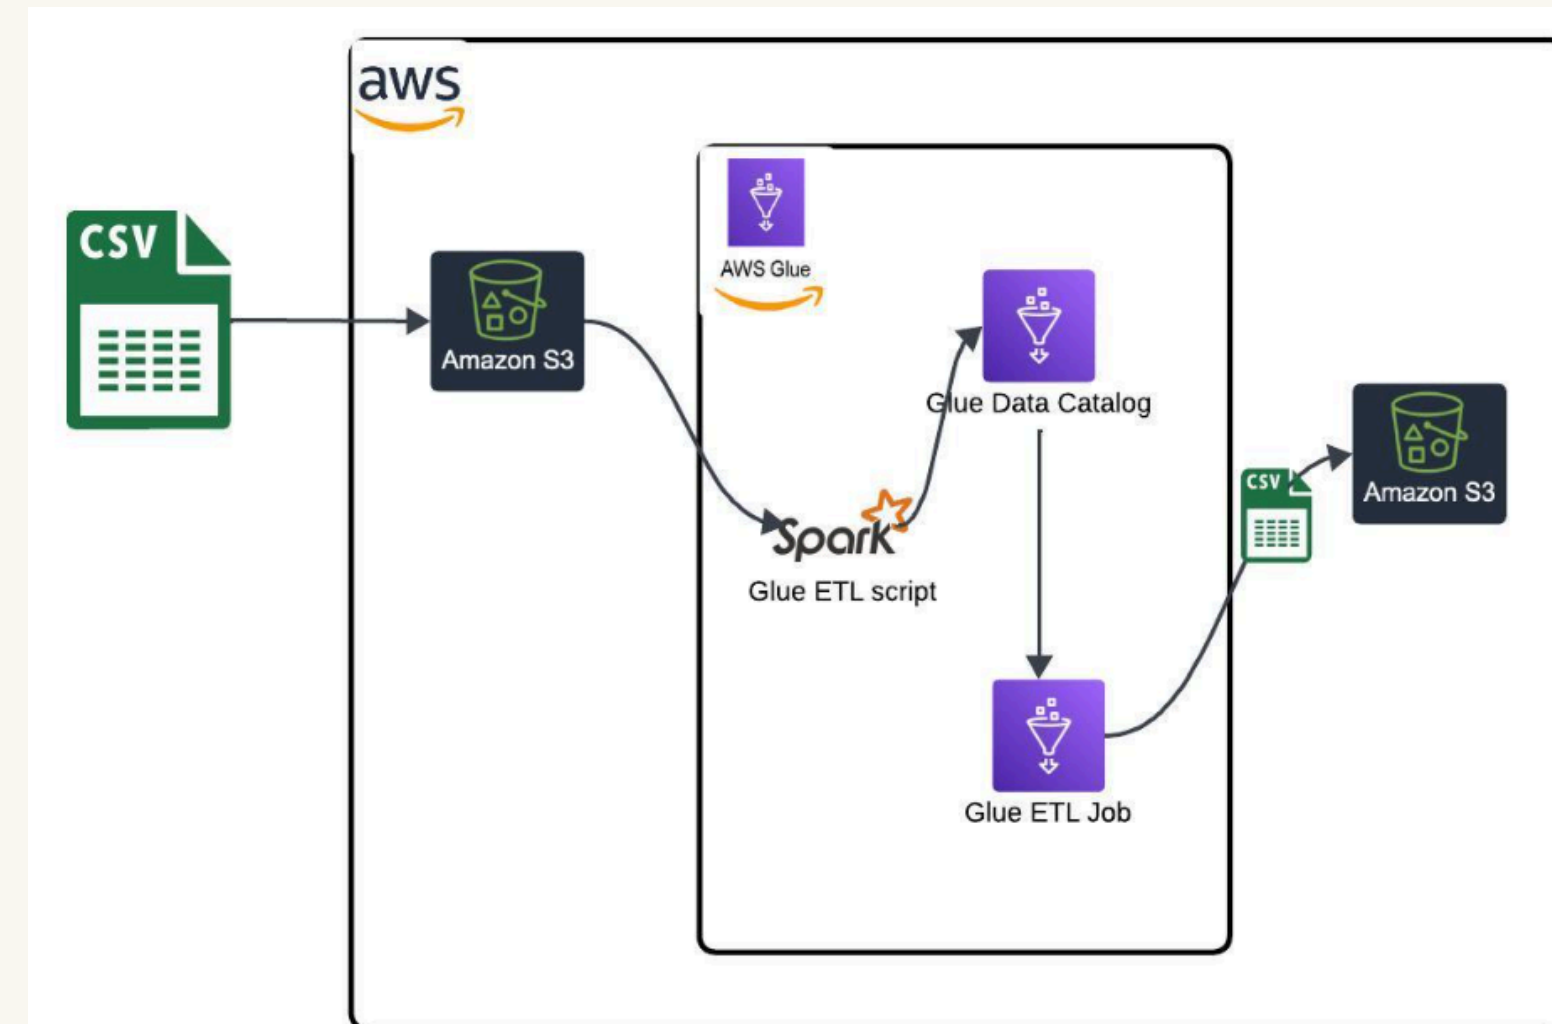 aws
CSV
Amazon S3
AWS Glue
Glue Data Catalog
Spark
Glue ETL script
Glue ETL Job
CSV
Amazon S3